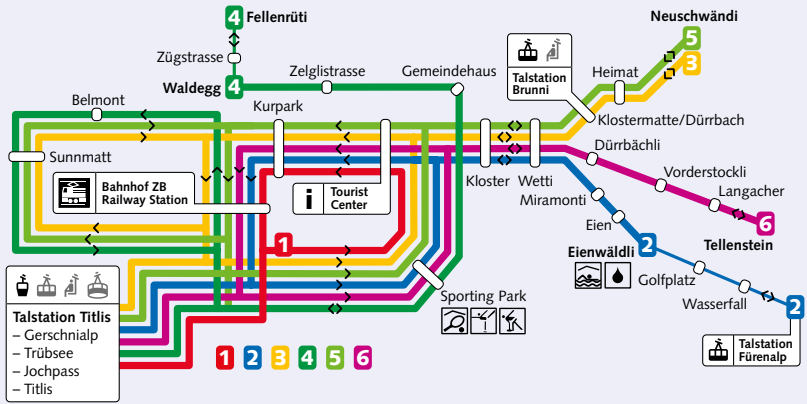 4 Fellenrüti
Zügstrasse
Waldegg 4
Zelglistrasse
Gemeindehaus
Neuschwändi
5
3
Talstation
Brunni
Heimat
Belmont
Kurpark
Klostermatte/Dürrbach
Sunnmatt
Dürrbächli
Kloster
Wetti
Vorderstockli
Langacher
Miramonti
6
Tellenstein
Bahnhof ZB
Railway Station
i Tourist
Center
Eien
1
Eienwäldli 2
Golfplatz
Wasserfall
2
Talstation
Fürenalp
Sporting Park
Talstation Titlis
– Gerschnialp
– Trübsee
– Jochpass
– Titlis
1 2 3 4 5 6